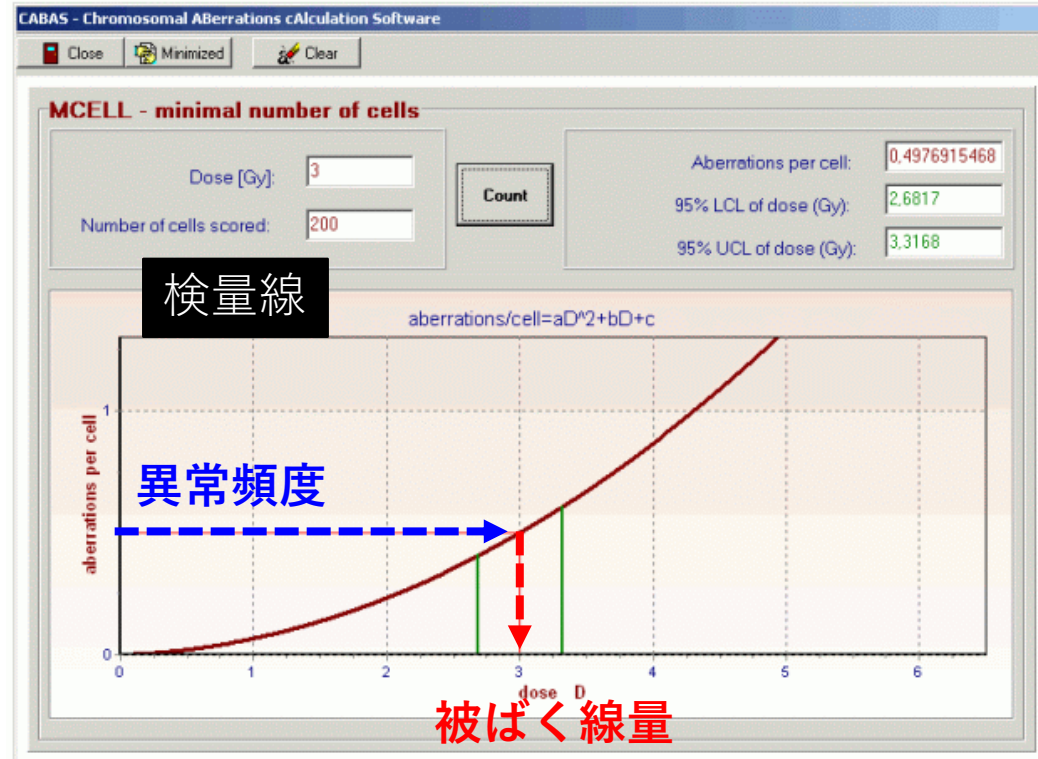 CABAS - Chromosomal ABerrations cAlculation Software
Close Minimized Clear
MCELL - minimal number of cells
Dose [Gy]: 3
Number of cells scored: 200
Count
Aberrations per cell: 0,4976915468
95% LCL of dose (Gy): 2,6817
95% UCL of dose (Gy): 3,3168
検量線
aberrations/cell=aD^2+bD+c
aberrations per cell
1
異常頻度
0
0 1 2 3 4 5 6
dose D
被ばく線量